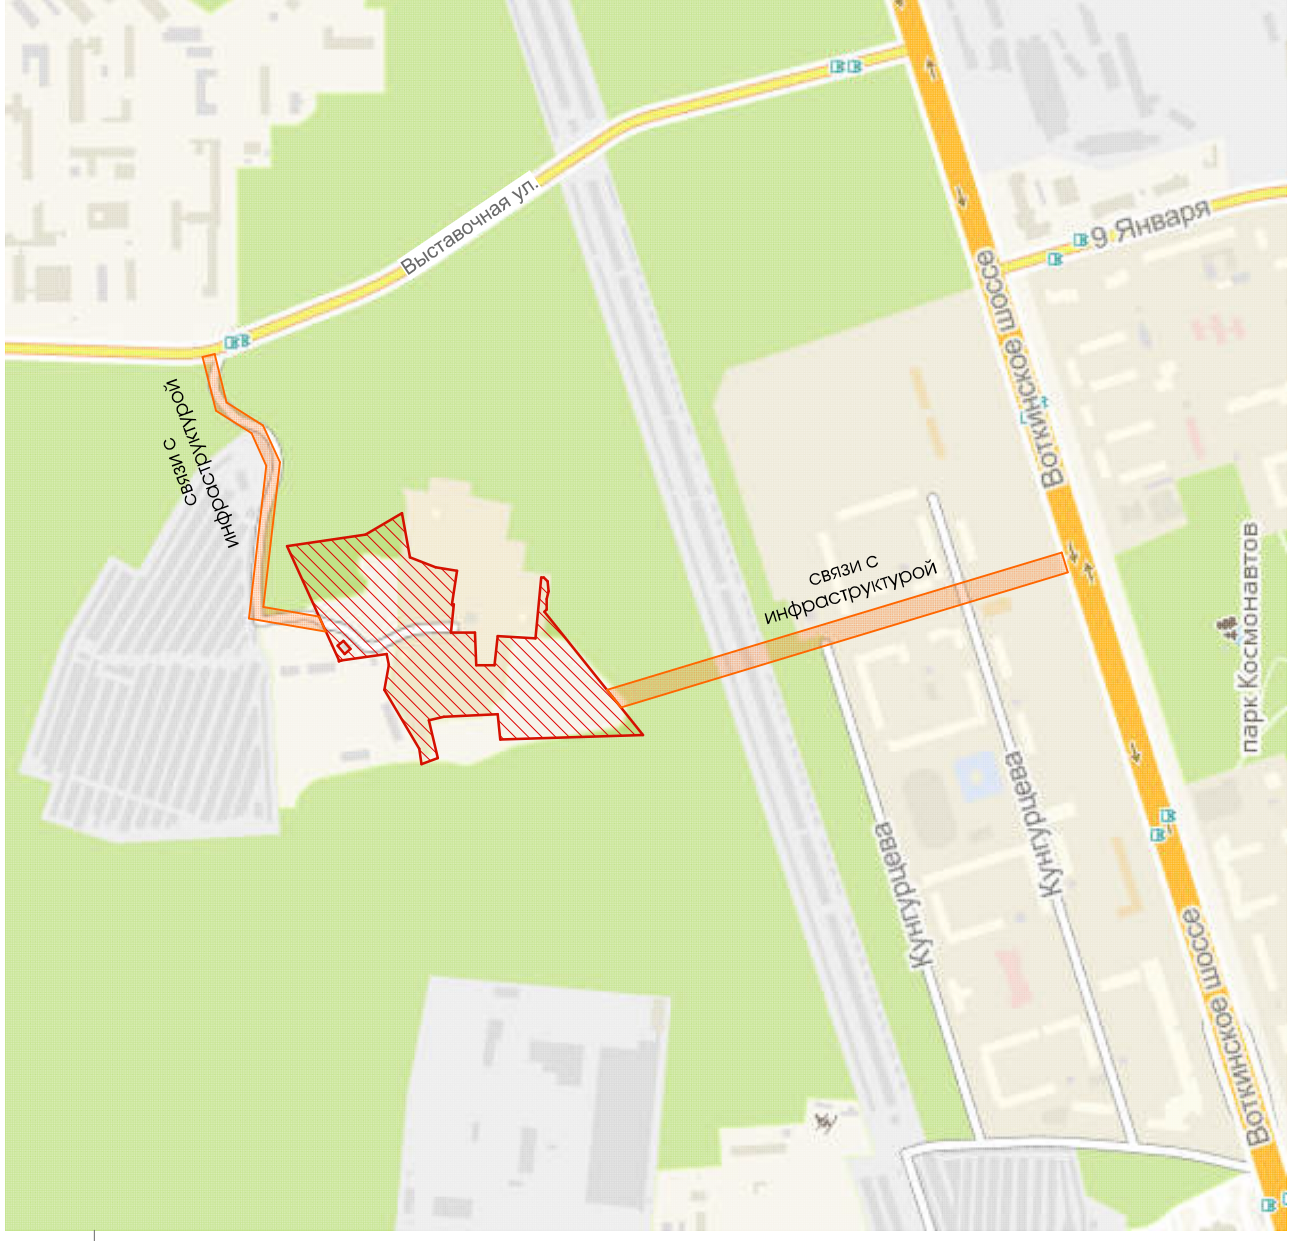 Выставочная ул.
9 Января
Воткинское шоссе
связи с
инфраструктурой
связи с
инфраструктурой
парк Космонавтов
Кунгурцева
Кунгурцева
Воткинское шоссе